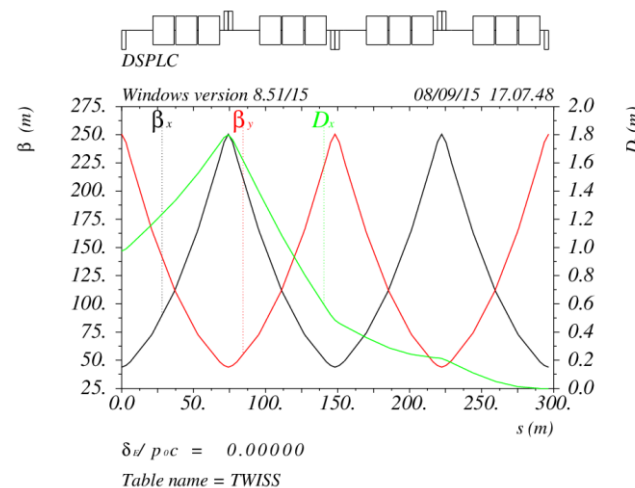 DSPLC
Windows version 8.51/15 08/09/15 17.07.48
β (m)
275.
250.
225.
200.
175.
150.
125.
100.
75.
50.
25.
βx βy Dx
D (m)
2.0
1.8
1.6
1.4
1.2
1.0
0.8
0.6
0.4
0.2
0.0
0.0 50. 100. 150. 200. 250. 300.
s (m)
δE/ p0c = 0.00000
Table name = TWISS